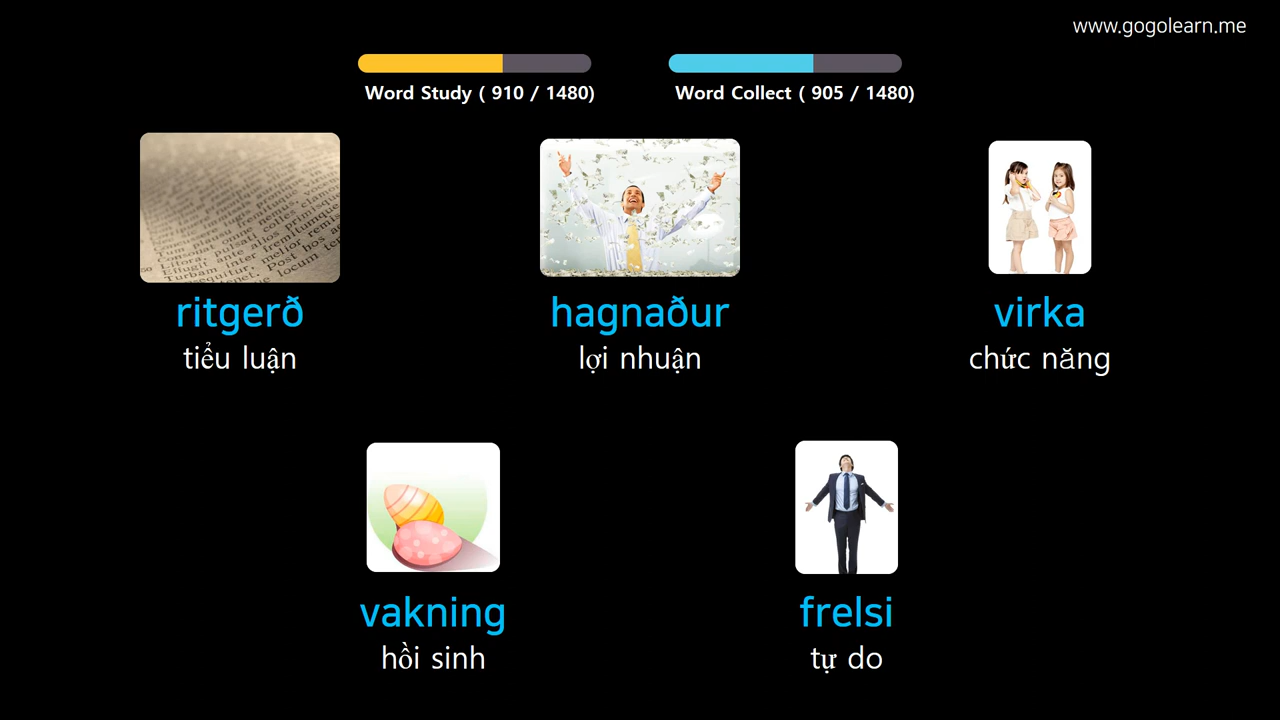 www.gogolearn.me
Word Study ( 910 / 1480)
Word Collect ( 905 / 1480)
ritgerð
tiểu luận
hagnaður
lợi nhuận
virka
chức năng
vakning
hồi sinh
frelsi
tự do